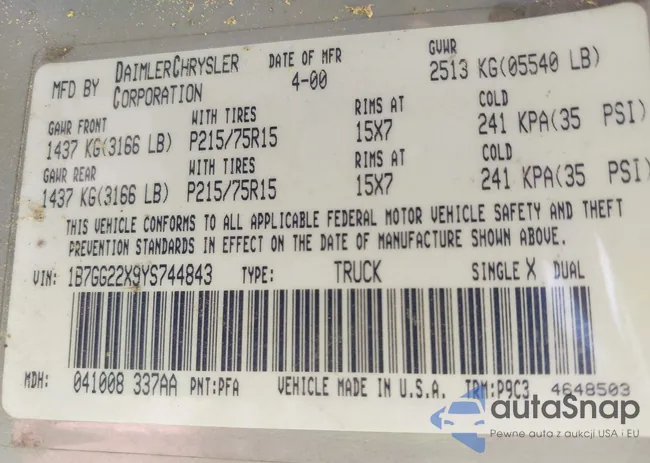 MFD BY DAIMLERCHRYSLER CORPORATION DATE OF MFR 4-00 GVWR 2513 KG(05540 LB)
GAWR FRONT WITH TIRES RIMS AT COLD
1437 KG(3166 LB) P215/75R15 15X7 241 KPA(35 PSI)
GAWR REAR WITH TIRES RIMS AT COLD
1437 KG(3166 LB) P215/75R15 15X7 241 KPA(35 PSI)
THIS VEHICLE CONFORMS TO ALL APPLICABLE FEDERAL MOTOR VEHICLE SAFETY AND THEFT
PREVENTION STANDARDS IN EFFECT ON THE DATE OF MANUFACTURE SHOWN ABOVE.
VIN: 1B7GG22X9YS744843 TYPE: TRUCK SINGLE X DUAL
MDH: 041008 337AA PNT:PFA VEHICLE MADE IN U.S.A. TRM:P9C3 4648503
autaSnap
Pewne auta z aukcji USA i EU